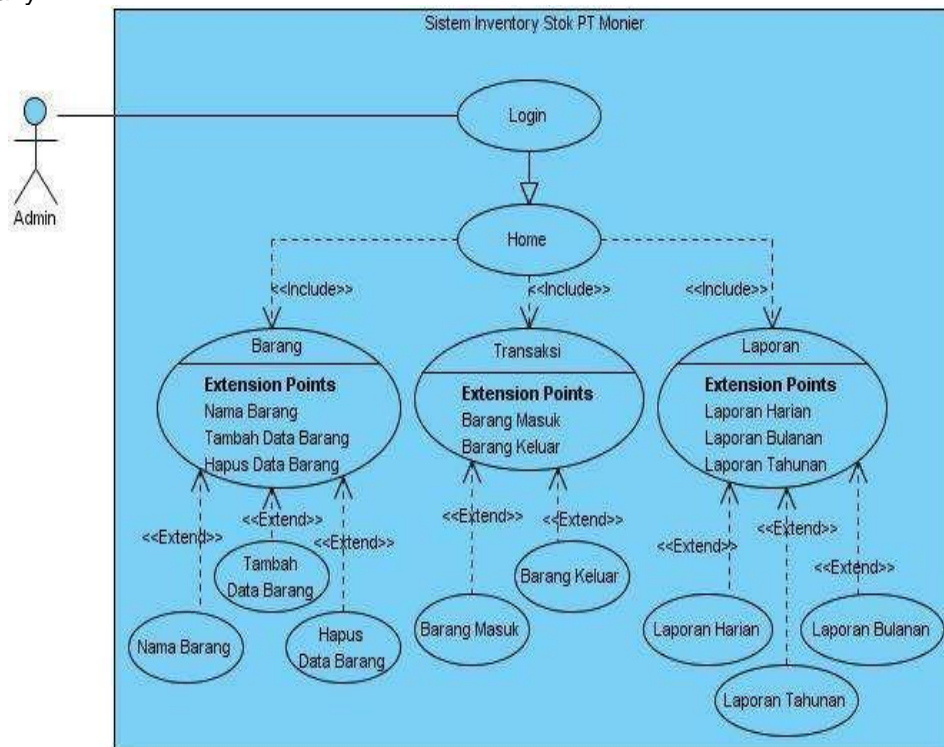 Sistem Inventory Stok PT Monier
Login
Admin
Home
<<Include>>
<<Include>>
<<Include>>
Barang
Extension Points
Nama Barang
Tambah Data Barang
Hapus Data Barang
Transaksi
Extension Points
Barang Masuk
Barang Keluar
Laporan
Extension Points
Laporan Harian
Laporan Bulanan
Laporan Tahunan
<<Extend>>
<<Extend>>
<<Extend>>
<<Extend>>
<<Extend>>
<<Extend>>
<<Extend>>
<<Extend>>
Nama Barang
Tambah
Data Barang
Hapus
Data Barang
Barang Masuk
Barang Keluar
Laporan Harian
Laporan Tahunan
Laporan Bulanan